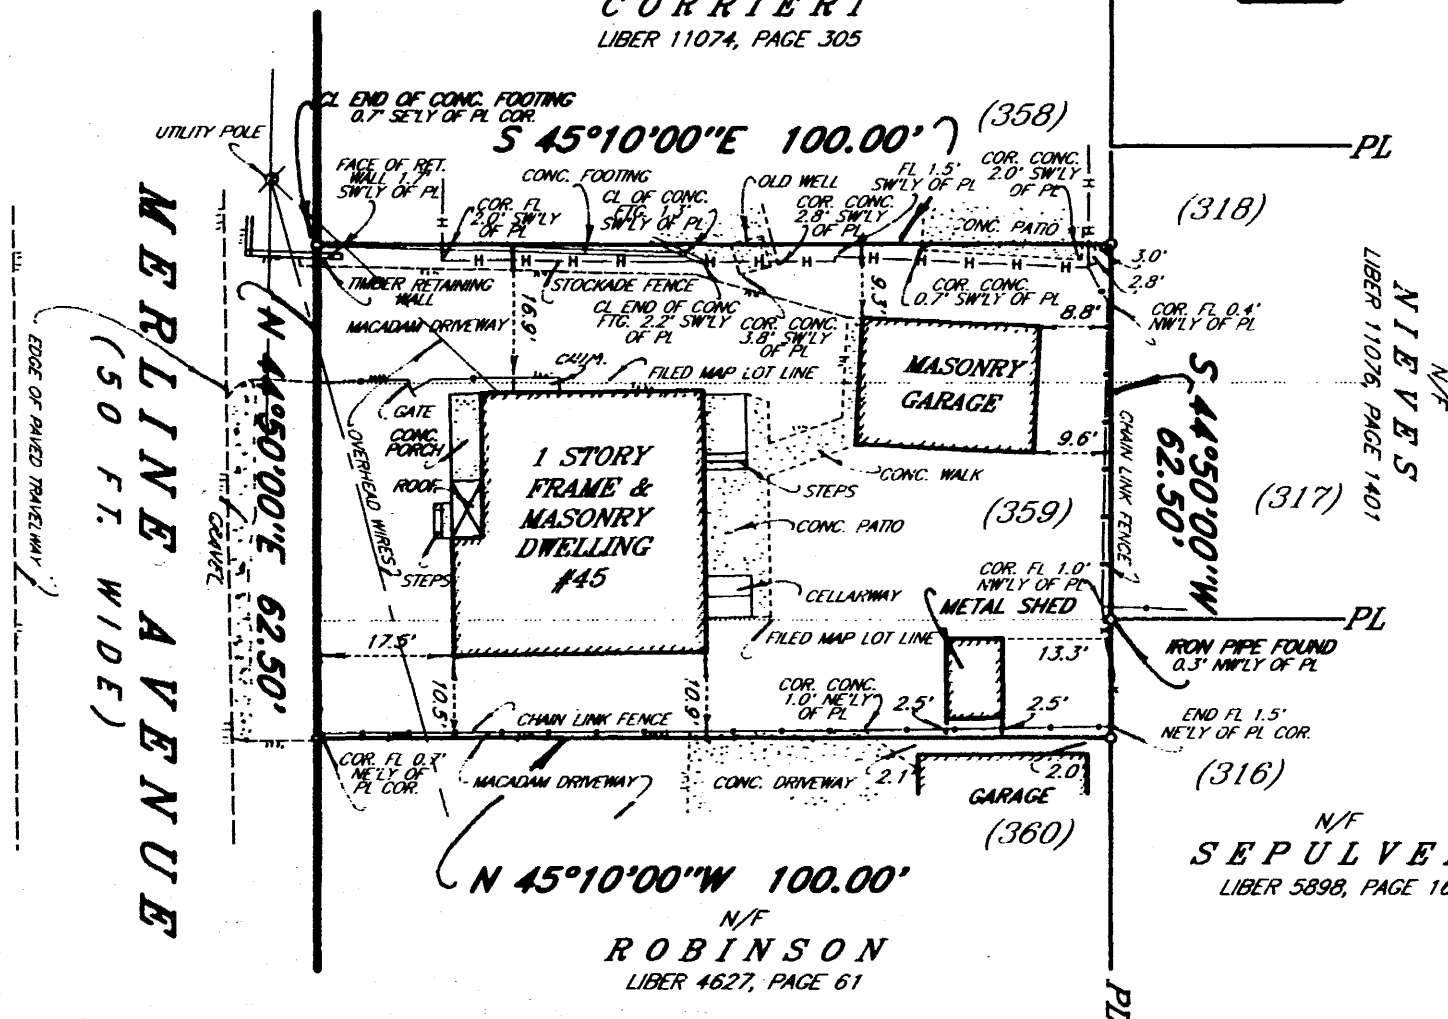 CORRIERI
LIBER 11074, PAGE 305
CL END OF CONC. FOOTING
0.7' SE'LY OF PL COR.
UTILITY POLE
S 45°10'00"E 100.00'
(358)
PL
FACE OF RET.
WALL 1.7'
SW'LY OF PL
CONC. FOOTING
COR. FL
2.0' SW'LY
OF PL
CL OF CONC.
FTG. 1.3'
SW'LY OF PL
OLD WELL
COR. CONC.
2.8' SW'LY
OF PL
FL 1.5'
SW'LY OF PL
COR. CONC.
2.0' SW'LY
OF PL
CONC. PATIO
(318)
3.0'
2.8'
TIMBER RETAINING
WALL
STOCKADE FENCE
16.9'
CL END OF CONC
FTG. 2.2' SW'LY
OF PL
COR. CONC.
3.8' SW'LY
OF PL
9.3'
COR. CONC.
0.7' SW'LY OF PL
8.8'
COR. FL 0.4'
NW'LY OF PL
MACADAM DRIVEWAY
CHIM.
FILED MAP LOT LINE
MASONRY
GARAGE
N/F
NIEVES
LIBER 11076, PAGE 1401
GATE
CONC.
PORCH
ROOF
OVERHEAD WIRES
STEPS
1 STORY
FRAME &
MASONRY
DWELLING
#45
9.6'
CONC. WALK
STEPS
CONC. PATIO
(359)
CHAIN LINK FENCE
S 44°50'00"W
62.50'
(317)
MERLINE AVENUE
(50 FT. WIDE)
EDGE OF PAVED TRAVELWAY
GRAVEL
N 44°50'00"E 62.50'
COR. FL 1.0'
NW'LY OF PL
CELLARWAY
METAL SHED
FILED MAP LOT LINE
PL
17.5'
13.3'
IRON PIPE FOUND
0.3' NW'LY OF PL
10.5'
10.9'
COR. CONC.
1.0' NE'LY
OF PL
2.5'
2.5'
CHAIN LINK FENCE
END FL 1.5'
NE'LY OF PL COR.
COR. FL 0.7'
NE'LY OF
PL COR.
MACADAM DRIVEWAY
CONC. DRIVEWAY
2.1'
2.0'
GARAGE
(316)
(360)
N/F
N 45°10'00"W 100.00'
LIBER 5898, PAGE
N/F
ROBINSON
LIBER 4627, PAGE 61
PL